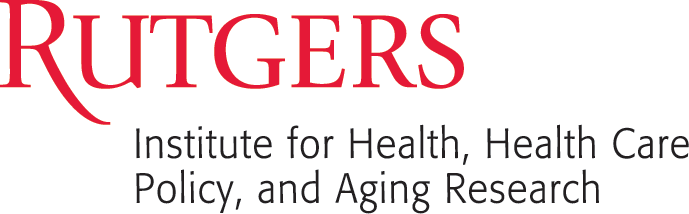 RUTGERS
Institute for Health, Health Care
Policy, and Aging Research